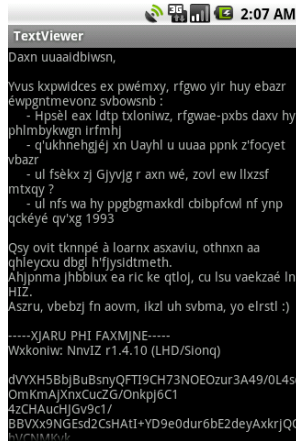 3G 2:07 AM
TextViewer
Daxn uuaaidbiwsn,
Yvus kxpwidces ex pwémxy, rfgwo yir huy ebazr
éwpgntmevonz svbowsnb :
- Hpsèl eax ldtp txloniwz, rfgwae-pxbs daxv hy
phlmbykwgn irfmhj
- q'ukhnehgjéj xn Uayhl u uuaa ppnk z'focyet
vbazr
- ul fsèkx zj Gjyvjg r axn wé, zovl ew llxzsf
mtxqy ?
- ul nfs wa hy ppgbgmaxkdl cbibpfcwl nf ynp
qckéyé qv'xg 1993
Qsy ovit tknnpé à loarnx asxaviu, othnxn aa
qhleycxu dbgl h'fjysidtmeth.
Ahjpnma jhbbiux ea ric ke qtloj, cu lsu vaekzaé ln
HIZ.
Aszru, vbebzj fn aovm, ikzl uh svbma, yo elrstl :)
-----XJARU PHI FAXMJNE-----
Wxkoniw: NnvIZ r1.4.10 (LHD/Sionq)
dVYXH5BbjBuBsnyQFTI9CH73NOEOzur3A49/0L4s
OmKmAJXnxCucZG/Onkpj6C1
4zCHAucHJGv9c1/
BBVXx9NGEsd2CsHAtI+YD9e0dur6bE2deyAxkrjQ